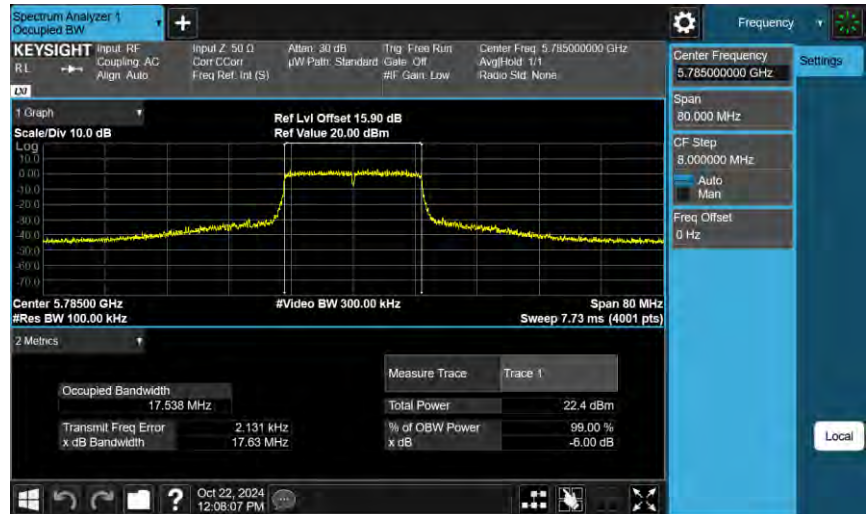 Spectrum Analyzer 1
Occupied BW
Frequency
KEYSIGHT
RL
LXI
Input: RF
Coupling: AC
Align: Auto
Input Z: 50 Ω
Corr CCorr
Freq Ref: Int (S)
Atten: 30 dB
µW Path: Standard
Trig: Free Run
Gate: Off
#IF Gain: Low
Center Freq: 5.785000000 GHz
Avg|Hold: 1/1
Radio Std: None
Center Frequency
5.785000000 GHz
Settings
Span
80.000 MHz
CF Step
8.000000 MHz
Auto
Man
Freq Offset
0 Hz
Local
1 Graph
Scale/Div 10.0 dB
Ref Lvl Offset 15.90 dB
Ref Value 20.00 dBm
Log
10.0
0.00
-10.0
-20.0
-30.0
-40.0
-50.0
-60.0
-70.0
Center 5.78500 GHz
#Res BW 100.00 kHz
#Video BW 300.00 kHz
Span 80 MHz
Sweep 7.73 ms (4001 pts)
2 Metrics
Measure Trace Trace 1
Occupied Bandwidth
17.538 MHz
Total Power 22.4 dBm
Transmit Freq Error 2.131 kHz
% of OBW Power 99.00 %
x dB Bandwidth 17.63 MHz
x dB -6.00 dB
?
Oct 22, 2024
12:08:07 PM